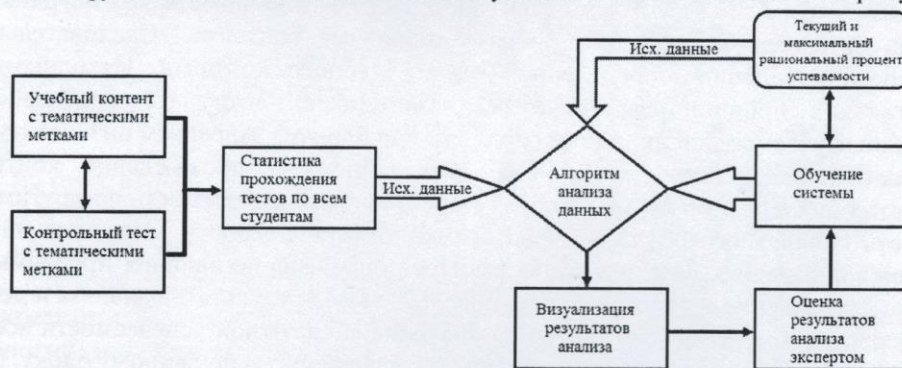 Текущий и
максимальный
рациональный процент
успеваемости
Исх. данные
Учебный контент
с тематическими
метками
Статистика
прохождения
тестов по всем
студентам
Исх. данные
Алгоритм
анализа
данных
Обучение
системы
Контрольный тест
с тематическими
метками
Визуализация
результатов
анализа
Оценка
результатов
анализа
экспертом